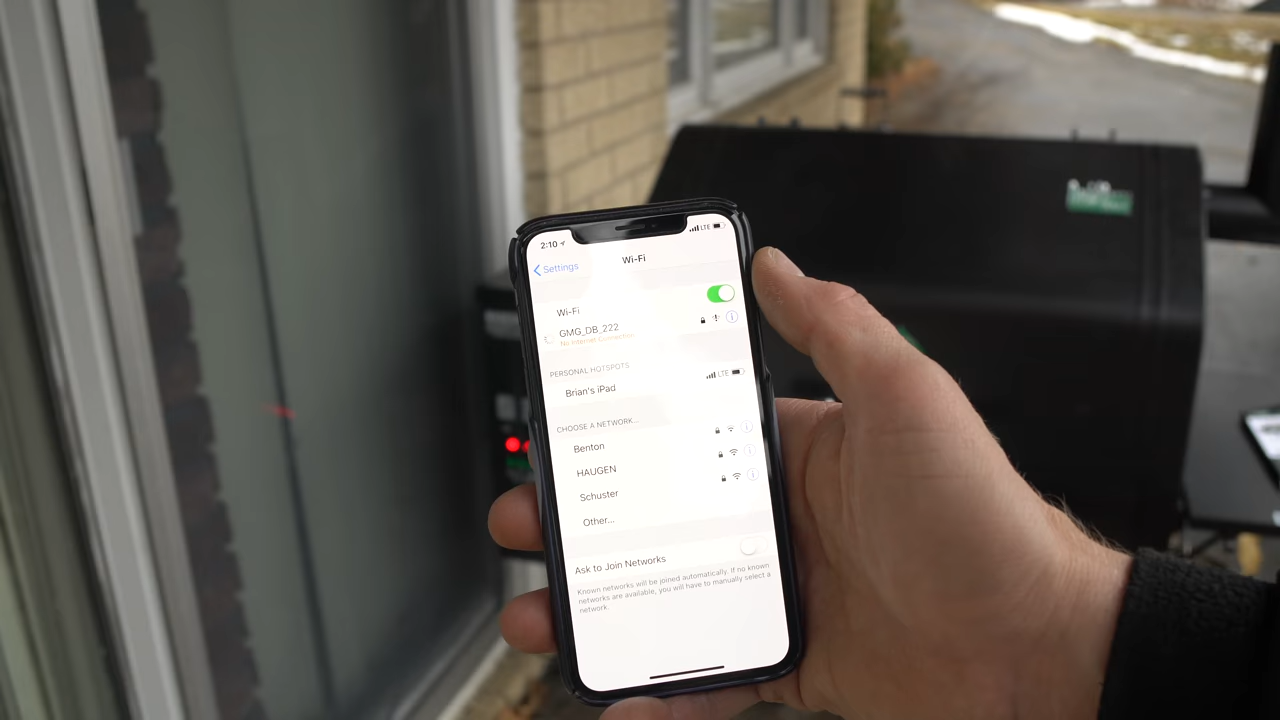 2:10
LTE
Settings
Wi-Fi
Wi-Fi
GMG_DB_222
No Internet Connection
PERSONAL HOTSPOTS
Brian's iPad
LTE
CHOOSE A NETWORK...
Benton
HAUGEN
Schuster
Other...
Ask to Join Networks
Known networks will be joined automatically. If no known
networks are available, you will have to manually select a
network.